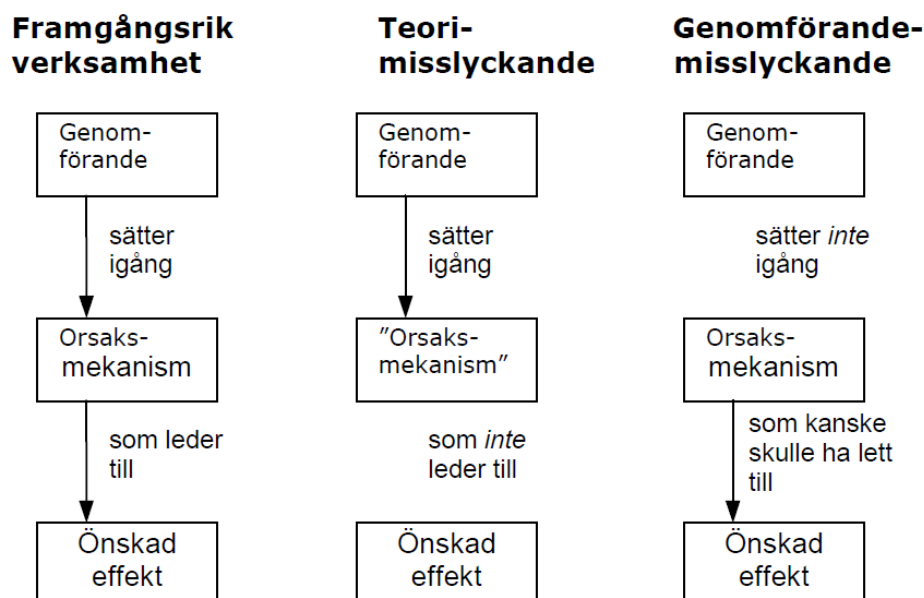 Framgångsrik
verksamhet
Genom-
förande
sätter
igång
Orsaks-
mekanism
som leder
till
Önskad
effekt
Teori-
misslyckande
Genom-
förande
sätter
igång
”Orsaks-
mekanism”
som inte
leder till
Önskad
effekt
Genomförande-
misslyckande
Genom-
förande
sätter inte
igång
Orsaks-
mekanism
som kanske
skulle ha lett
till
Önskad
effekt